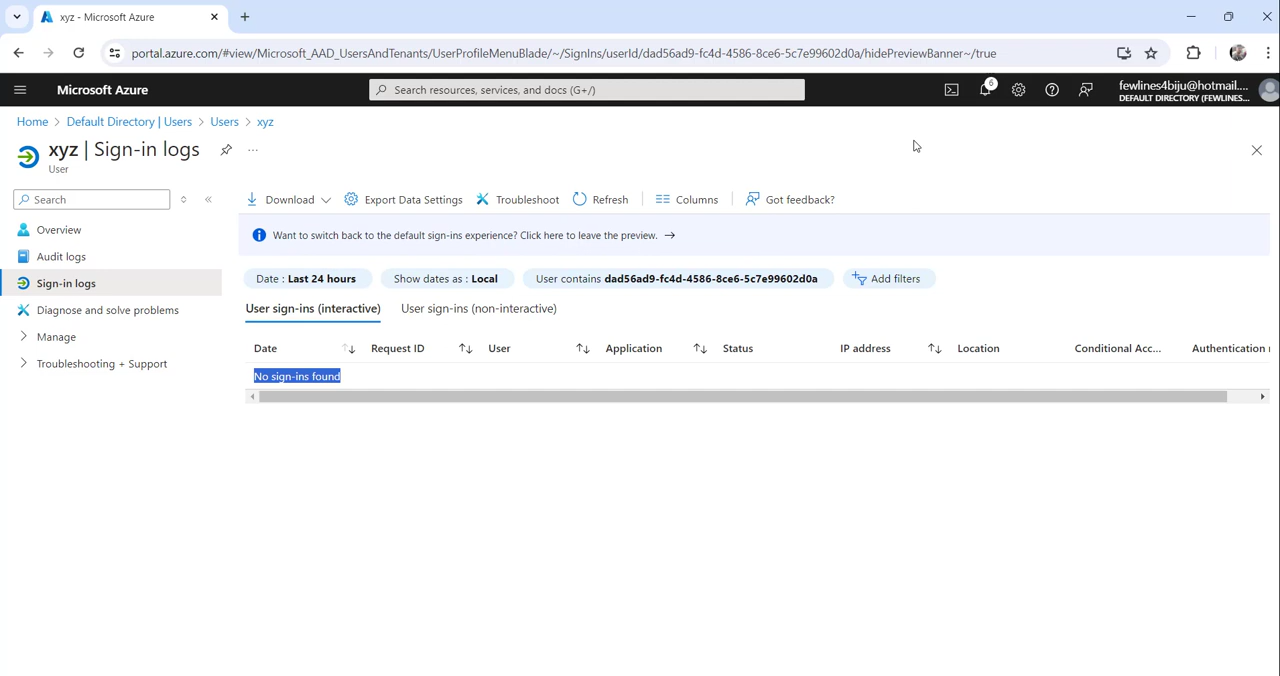 xyz - Microsoft Azure
portal.azure.com/#view/Microsoft_AAD_UsersAndTenants/UserProfileMenuBlade/~/SignIns/userId/dad56ad9-fc4d-4586-8ce6-5c7e99602d0a/hidePreviewBanner~/true
Microsoft Azure
Search resources, services, and docs (G+/)
6
fewlines4biju@hotmail....
DEFAULT DIRECTORY (FEWLINES...
Home > Default Directory | Users > Users > xyz
xyz | Sign-in logs
User
Search
Overview
Audit logs
Sign-in logs
Diagnose and solve problems
Manage
Troubleshooting + Support
Download
Export Data Settings
Troubleshoot
Refresh
Columns
Got feedback?
Want to switch back to the default sign-ins experience? Click here to leave the preview. →
Date : Last 24 hours
Show dates as : Local
User contains dad56ad9-fc4d-4586-8ce6-5c7e99602d0a
Add filters
User sign-ins (interactive)
User sign-ins (non-interactive)
Date
Request ID
User
Application
Status
IP address
Location
Conditional Acc...
Authentication
No sign-ins found